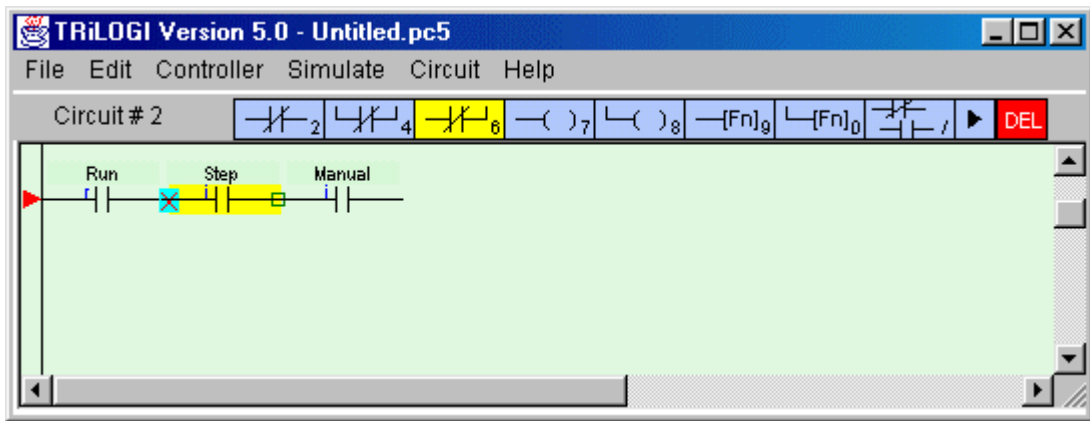 TRiLOGI Version 5.0 - Untitled.pc5
File Edit Controller Simulate Circuit Help
Circuit # 2 2 4 6 ( )7 ( )8 [Fn]9 [Fn]0 / DEL
Run Step Manual
r i i